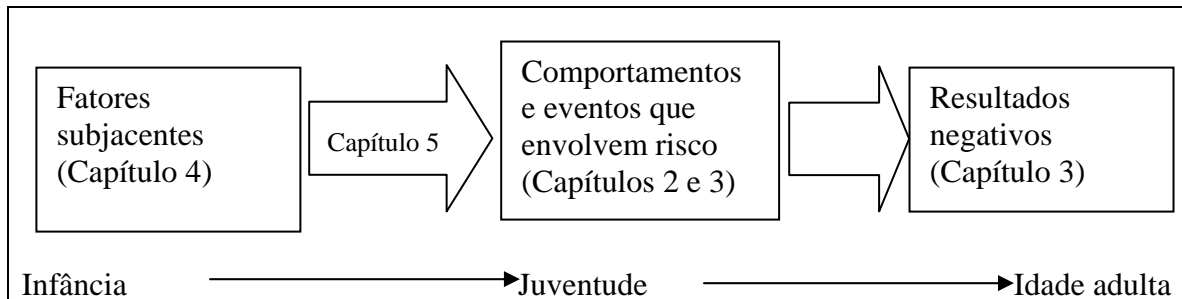 Fatores
subjacentes
(Capítulo 4)
Capítulo 5
Comportamentos
e eventos que
envolvem risco
(Capítulos 2 e 3)
Resultados
negativos
(Capítulo 3)
Infância
Juventude
Idade adulta